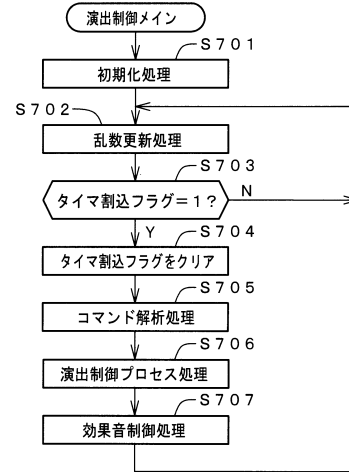 演出制御メイン
S701
初期化処理
S702
乱数更新処理
S703
タイマ割込フラグ=1?
N
Y
S704
タイマ割込フラグをクリア
S705
コマンド解析処理
S706
演出制御プロセス処理
S707
効果音制御処理